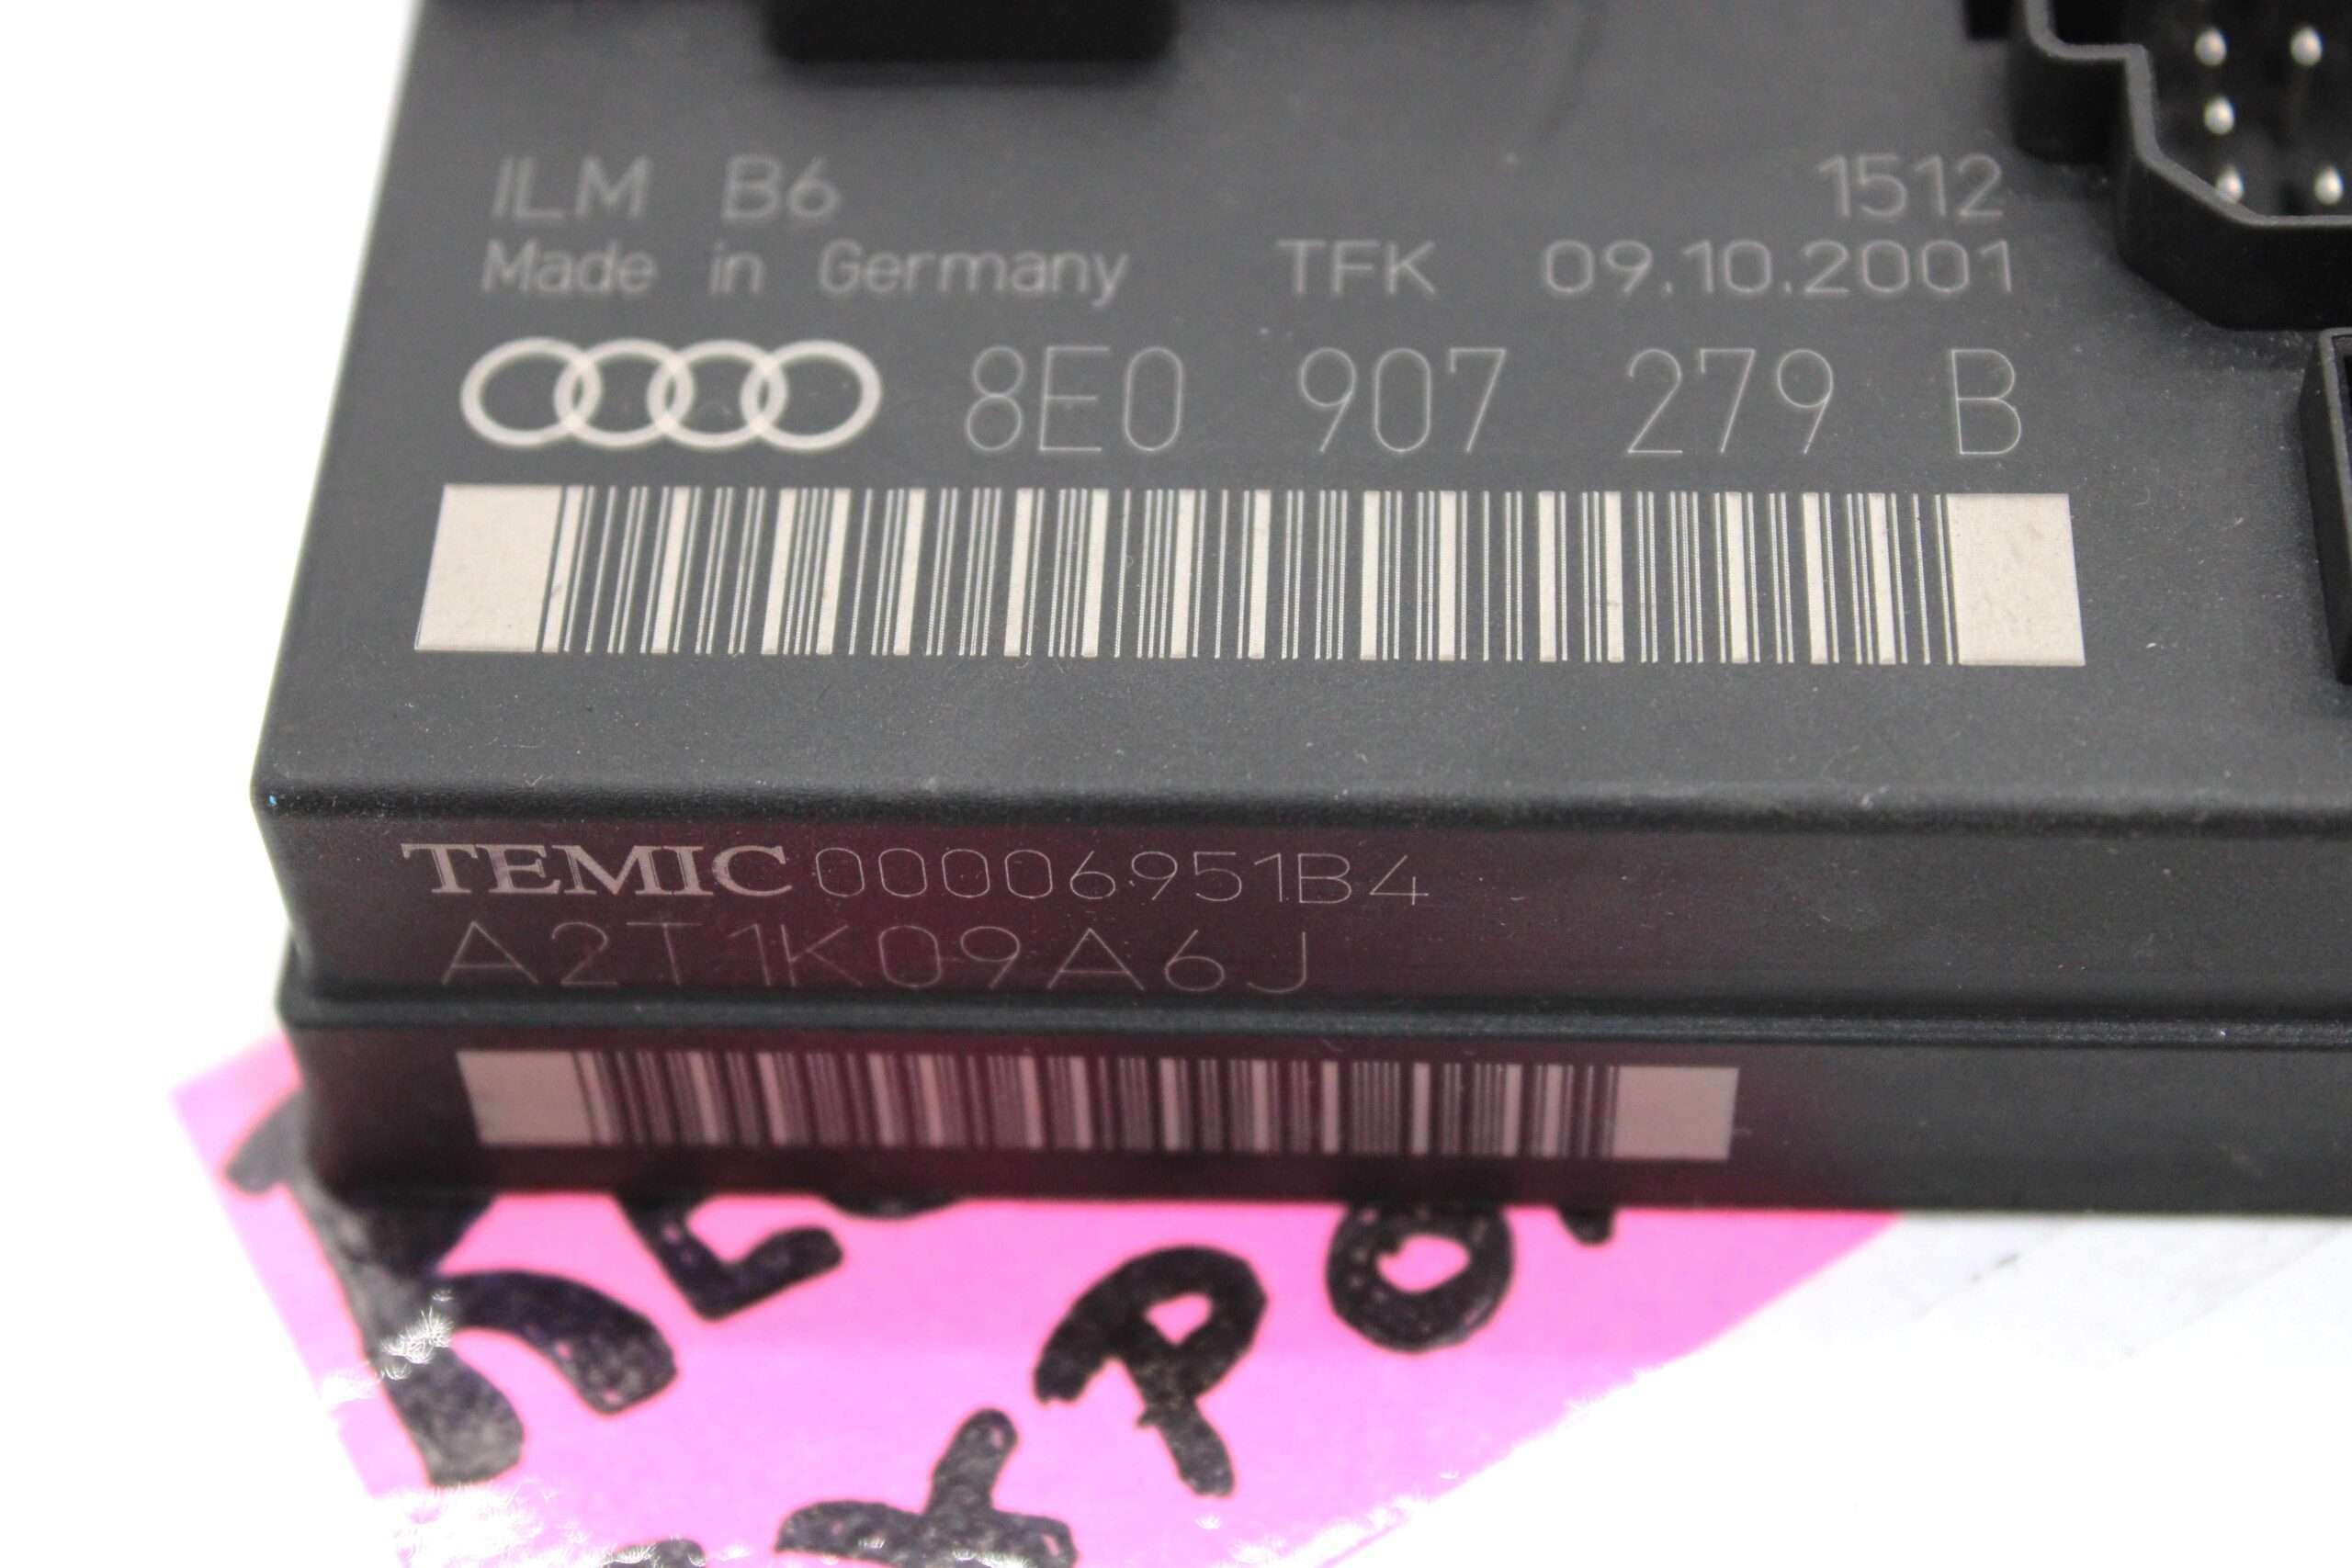 ILM B6 1512
Made in Germany TFK 09.10.2001
8E0 907 279 B
TEMIC 00006951B4
A2T1K09A6J